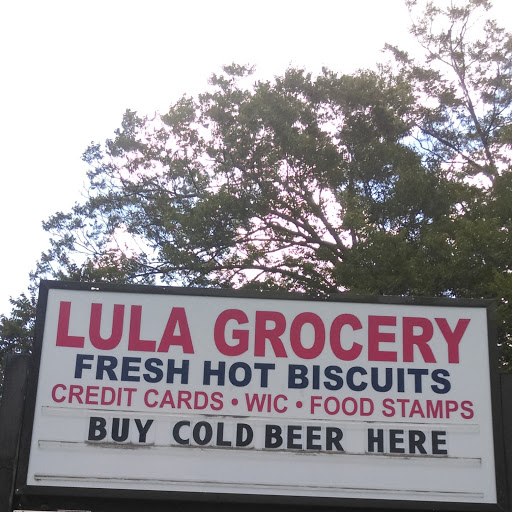 LULA GROCERY
FRESH HOT BISCUITS
CREDIT CARDS • WIC • FOOD STAMPS
BUY COLD BEER HERE